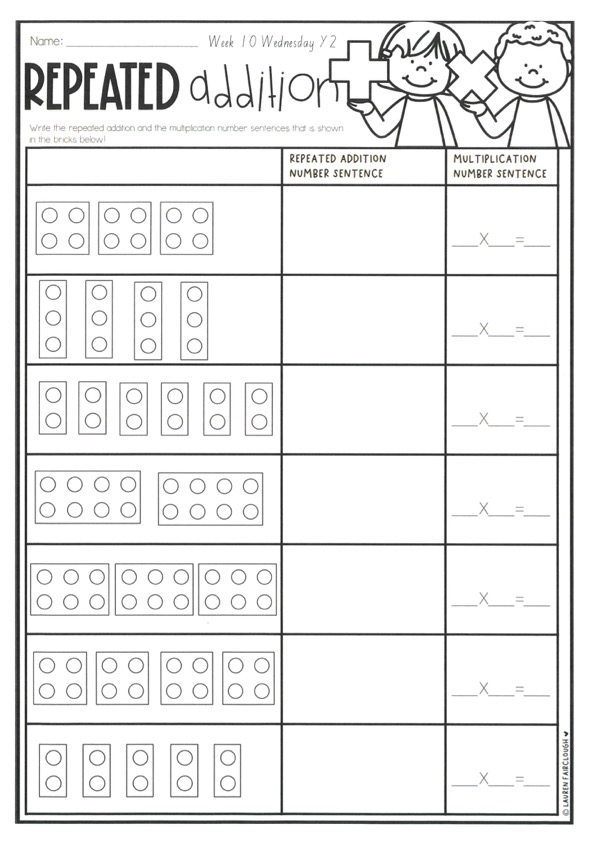 Name: ____________________ Week 10 Wednesday Y2
REPEATED addition
Write the repeated addition and the multiplication number sentences that is shown
in the bricks below!
REPEATED ADDITION
NUMBER SENTENCE
MULTIPLICATION
NUMBER SENTENCE
___X___=___
___X___=___
___X___=___
___X___=___
___X___=___
___X___=___
___X___=___
© LAUREN FAIRCLOUGH